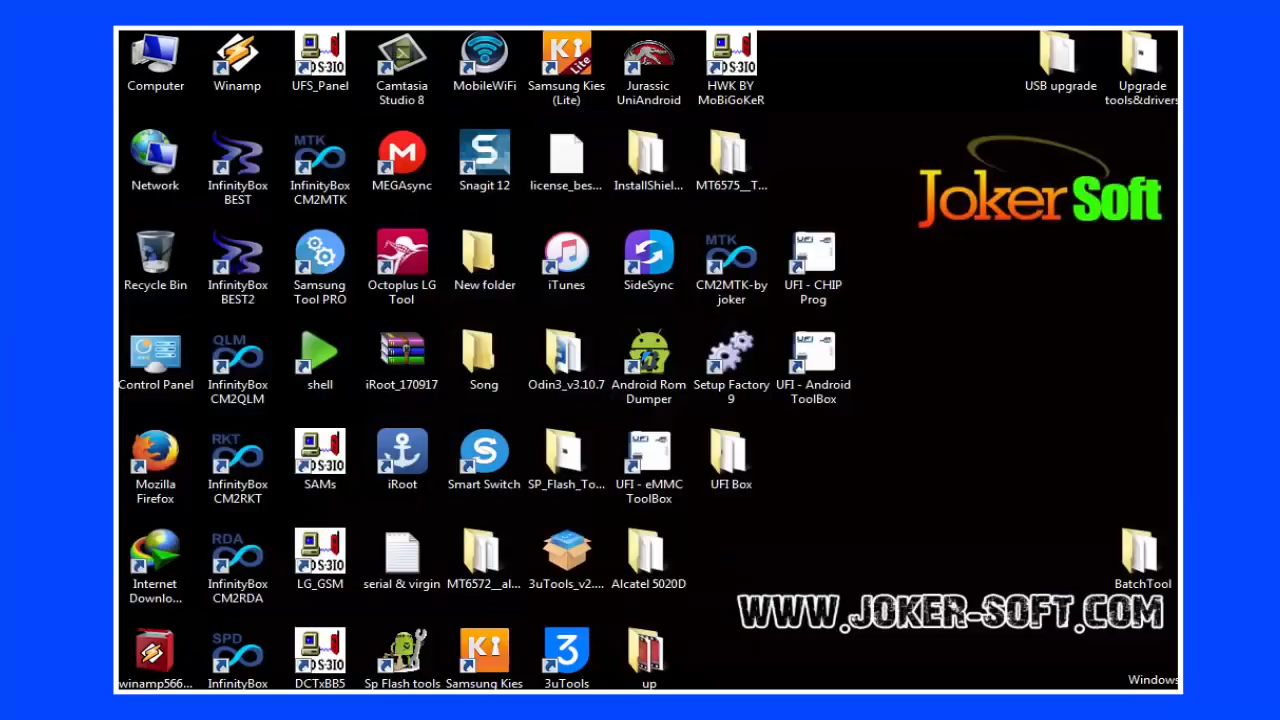 Computer
Winamp
UFS_Panel
Camtasia
Studio 8
MobileWiFi
Samsung Kies
(Lite)
Jurassic
UniAndroid
HWK BY
MoBiGoKeR
USB upgrade
Upgrade
tools&drivers
Network
InfinityBox
BEST
InfinityBox
CM2MTK
MEGAsync
Snagit 12
license_bes...
InstallShiel...
MT6575__T...
Joker Soft
Recycle Bin
InfinityBox
BEST2
Samsung
Tool PRO
Octoplus LG
Tool
New folder
iTunes
SideSync
CM2MTK-by
joker
UFI - CHIP
Prog
Control Panel
InfinityBox
CM2QLM
shell
iRoot_170917
Song
Odin3_v3.10.7
Android Rom
Dumper
Setup Factory
9
UFI - Android
ToolBox
Mozilla
Firefox
InfinityBox
CM2RKT
SAMs
iRoot
Smart Switch
SP_Flash_To...
UFI - eMMC
ToolBox
UFI Box
Internet
Downlo...
InfinityBox
CM2RDA
LG_GSM
serial & virgin
MT6572__al...
3uTools_v2....
Alcatel 5020D
BatchTool
WWW.JOKER-SOFT.COM
winamp566...
InfinityBox
DCTxBB5
Sp Flash tools
Samsung Kies
3uTools
up
Windows